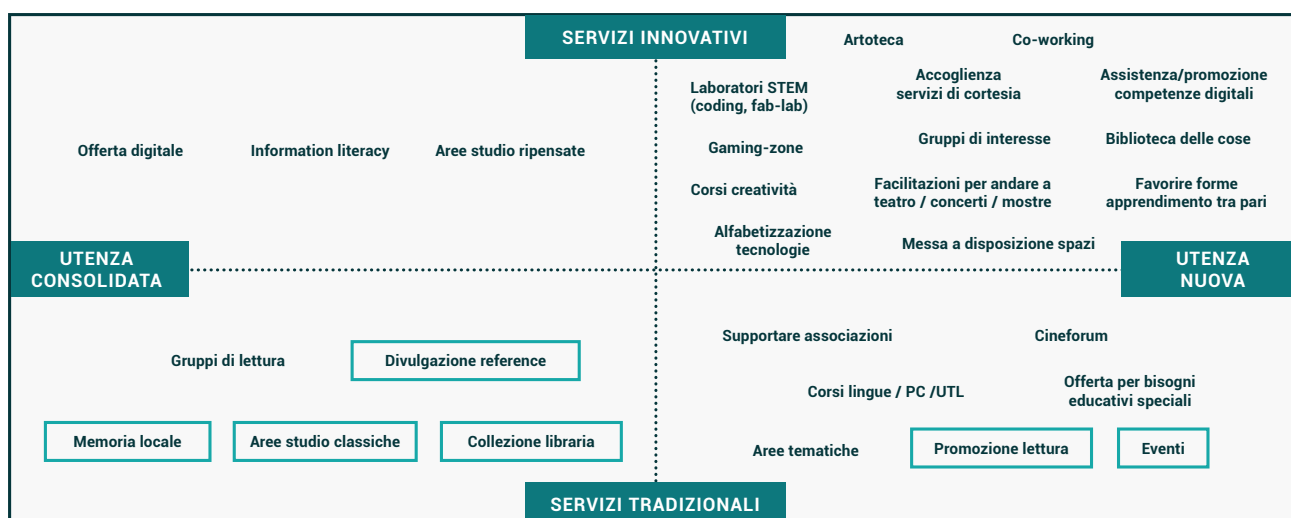 SERVIZI INNOVATIVI
Artoteca
Co-working
Laboratori STEM
(coding, fab-lab)
Accoglienza
servizi di cortesia
Assistenza/promozione
competenze digitali
Offerta digitale
Information literacy
Aree studio ripensate
Gaming-zone
Gruppi di interesse
Biblioteca delle cose
Corsi creatività
Facilitazioni per andare a
teatro / concerti / mostre
Favorire forme
apprendimento tra pari
Alfabetizzazione
tecnologie
Messa a disposizione spazi
UTENZA
CONSOLIDATA
UTENZA
NUOVA
Gruppi di lettura
Divulgazione reference
Memoria locale
Aree studio classiche
Collezione libraria
Supportare associazioni
Cineforum
Corsi lingue / PC /UTL
Offerta per bisogni
educativi speciali
Aree tematiche
Promozione lettura
Eventi
SERVIZI TRADIZIONALI